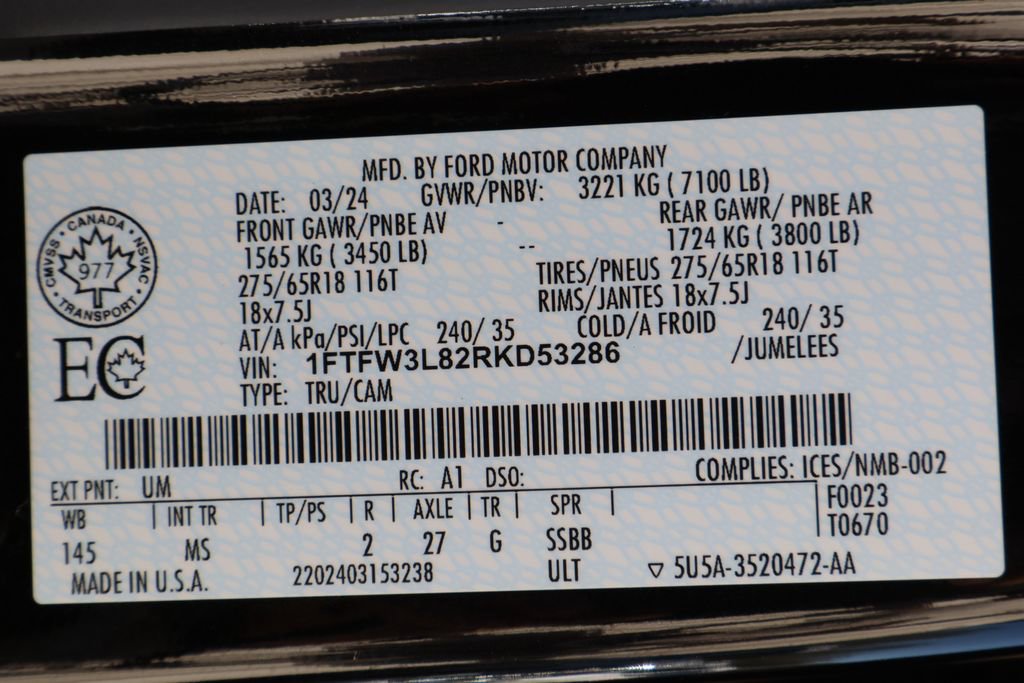 MFD. BY FORD MOTOR COMPANY
DATE: 03/24 GVWR/PNBV: 3221 KG ( 7100 LB)
FRONT GAWR/PNBE AV - REAR GAWR/ PNBE AR
1565 KG ( 3450 LB) -- 1724 KG ( 3800 LB)
275/65R18 116T TIRES/PNEUS 275/65R18 116T
18x7.5J RIMS/JANTES 18x7.5J
AT/A kPa/PSI/LPC 240/ 35 COLD/A FROID 240/ 35
VIN: 1FTFW3L82RKD53286 /JUMELEES
TYPE: TRU/CAM
CANADA
CMVSS · NSVAC
977
TRANSPORT
EC
EXT PNT: UM RC: A1 DSO: COMPLIES: ICES/NMB-002
WB | INT TR | TP/PS | R | AXLE | TR | SPR | F0023
145 MS 2 27 G SSBB T0670
MADE IN U.S.A. 2202403153238 ULT ▽ 5U5A-3520472-AA